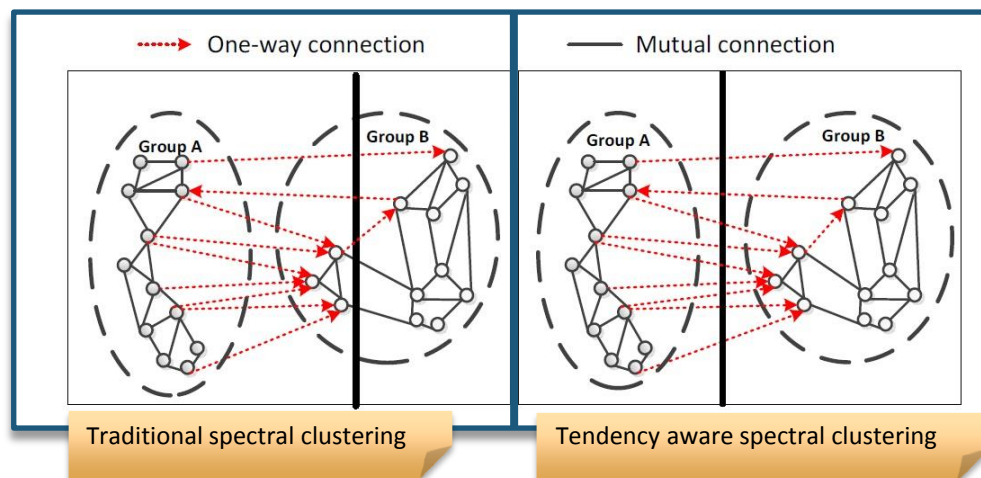 One-way connection
Mutual connection
Group A
Group B
Group A
Group B
Traditional spectral clustering
Tendency aware spectral clustering